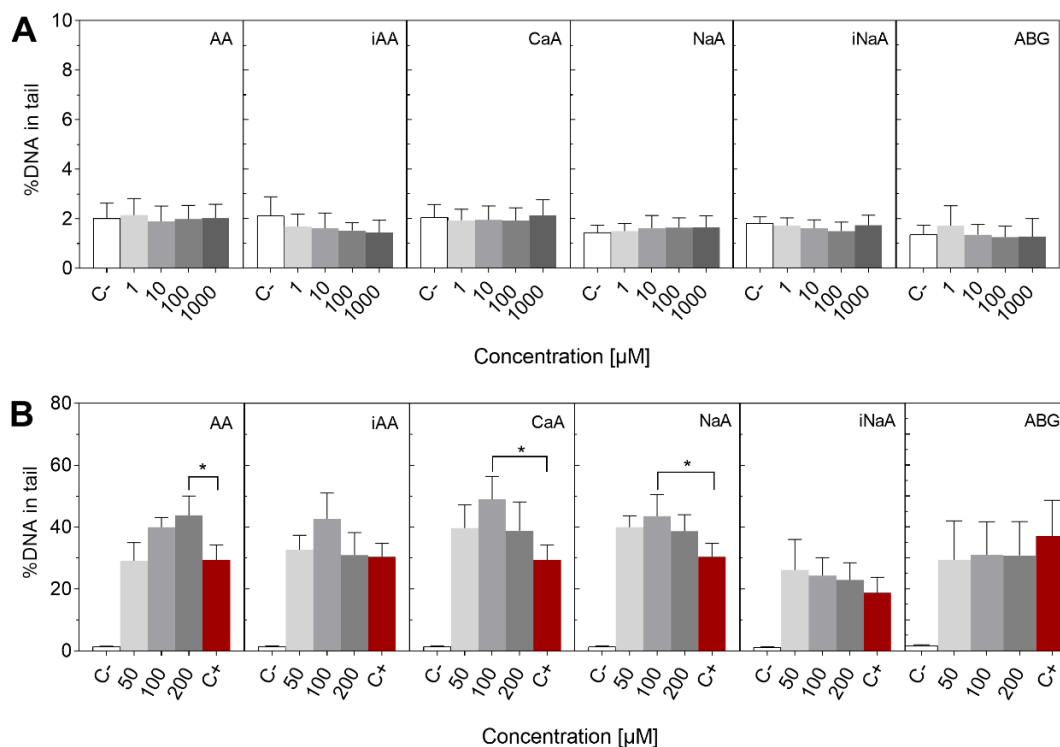 A
%DNA in tail
10
8
6
4
2
0
AA iAA CaA NaA iNaA ABG
C- 1 10 100 1000 C- 1 10 100 1000 C- 1 10 100 1000 C- 1 10 100 1000 C- 1 10 100 1000 C- 1 10 100 1000
Concentration [µM]
B
%DNA in tail
80
60
40
20
0
AA iAA CaA NaA iNaA ABG
* * *
C- 50 100 200 C+ C- 50 100 200 C+ C- 50 100 200 C+ C- 50 100 200 C+ C- 50 100 200 C+ C- 50 100 200 C+
Concentration [µM]